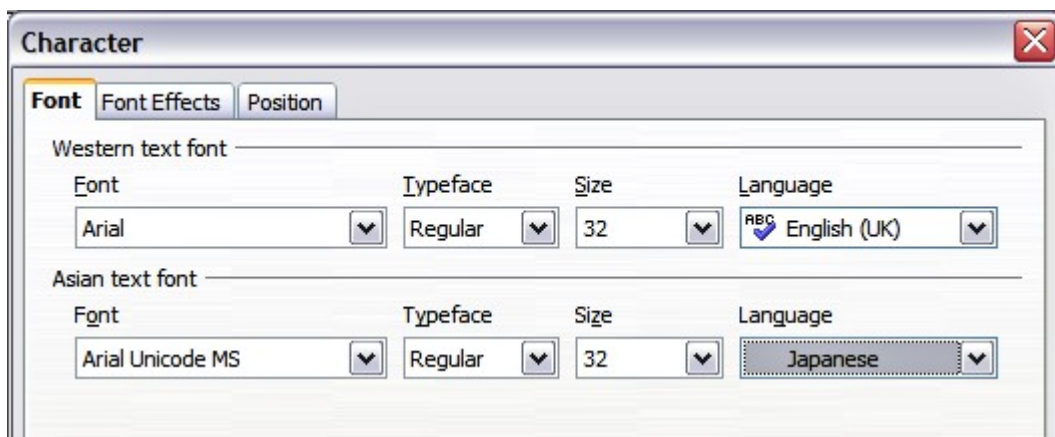 Character
Font Font Effects Position
Western text font
Font Typeface Size Language
Arial Regular 32 ABC English (UK)
Asian text font
Font Typeface Size Language
Arial Unicode MS Regular 32 Japanese